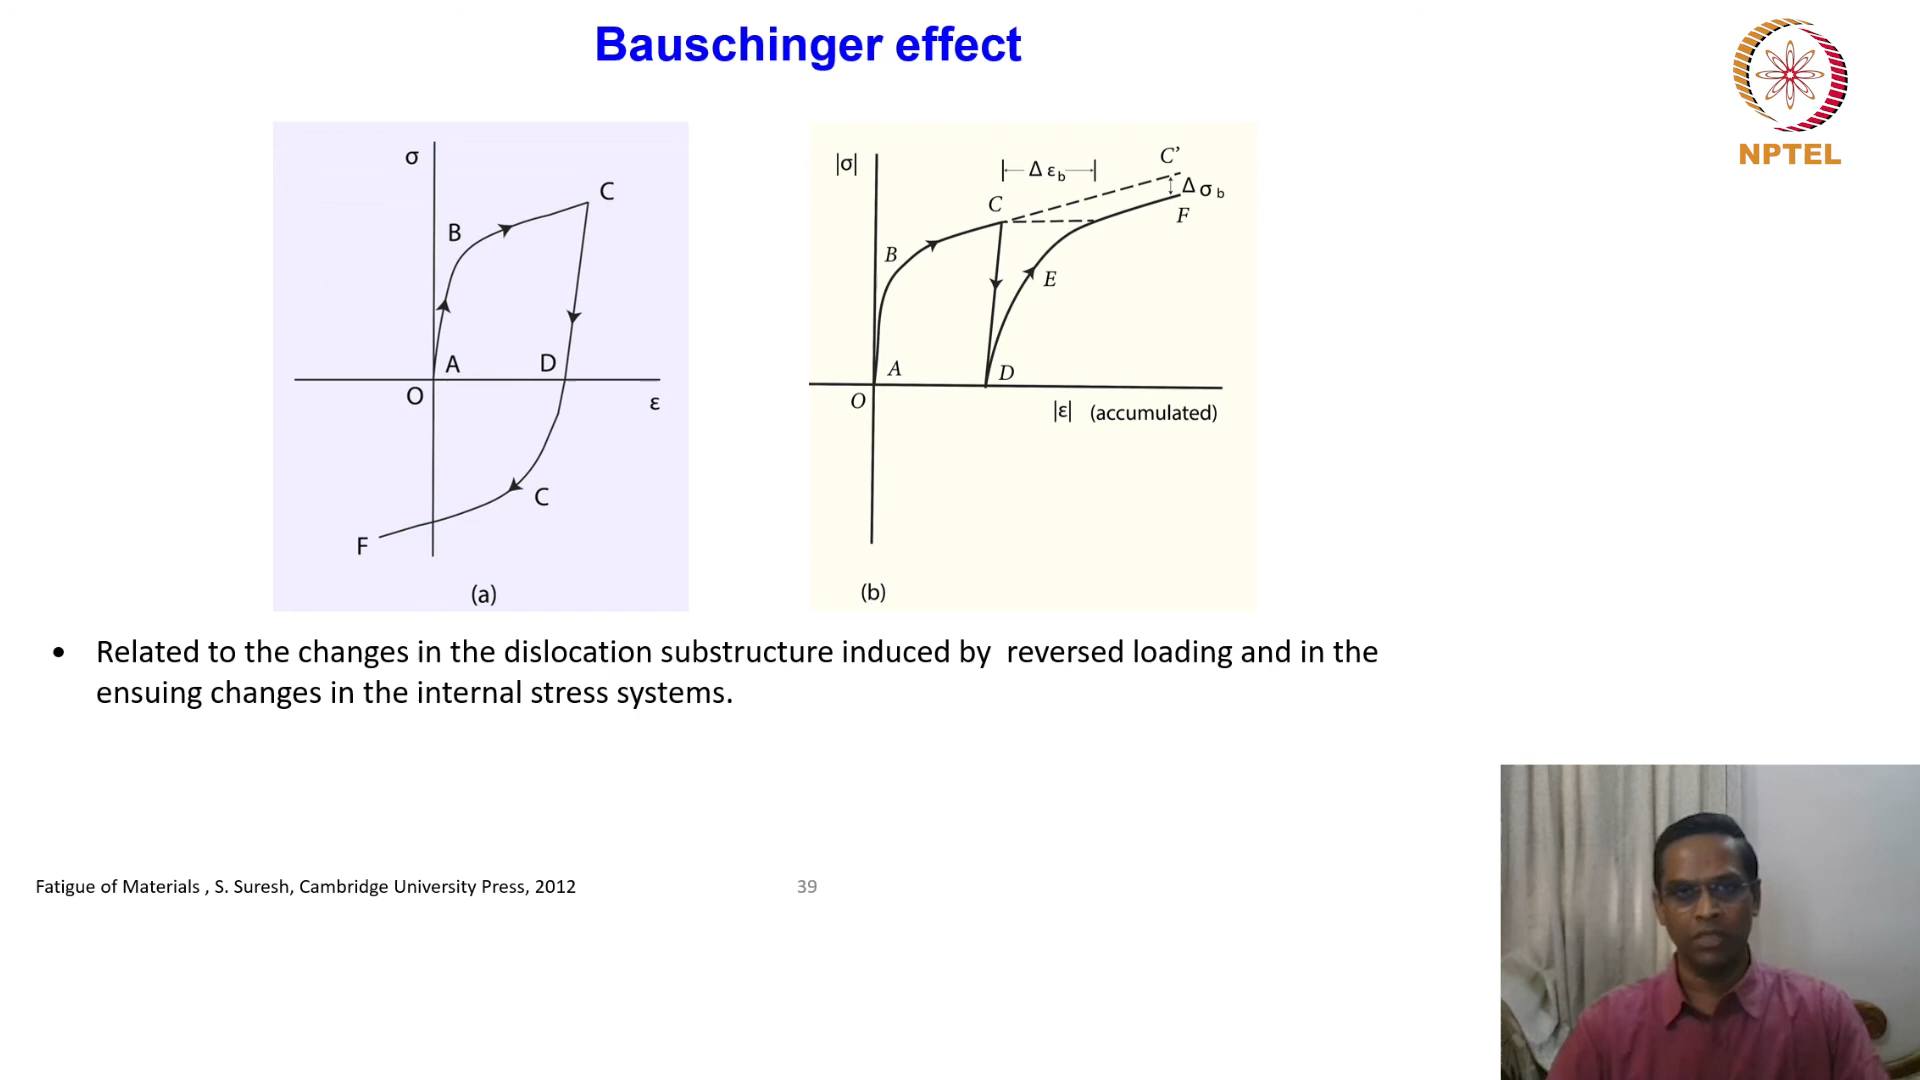 Bauschinger effect
NPTEL
σ
C
B
A
D
O
ε
C
F
(a)
|σ|
Δ εb
C’
Δ σb
C
F
B
E
A
D
O
|ε| (accumulated)
(b)
• Related to the changes in the dislocation substructure induced by reversed loading and in the
ensuing changes in the internal stress systems.
Fatigue of Materials , S. Suresh, Cambridge University Press, 2012
39